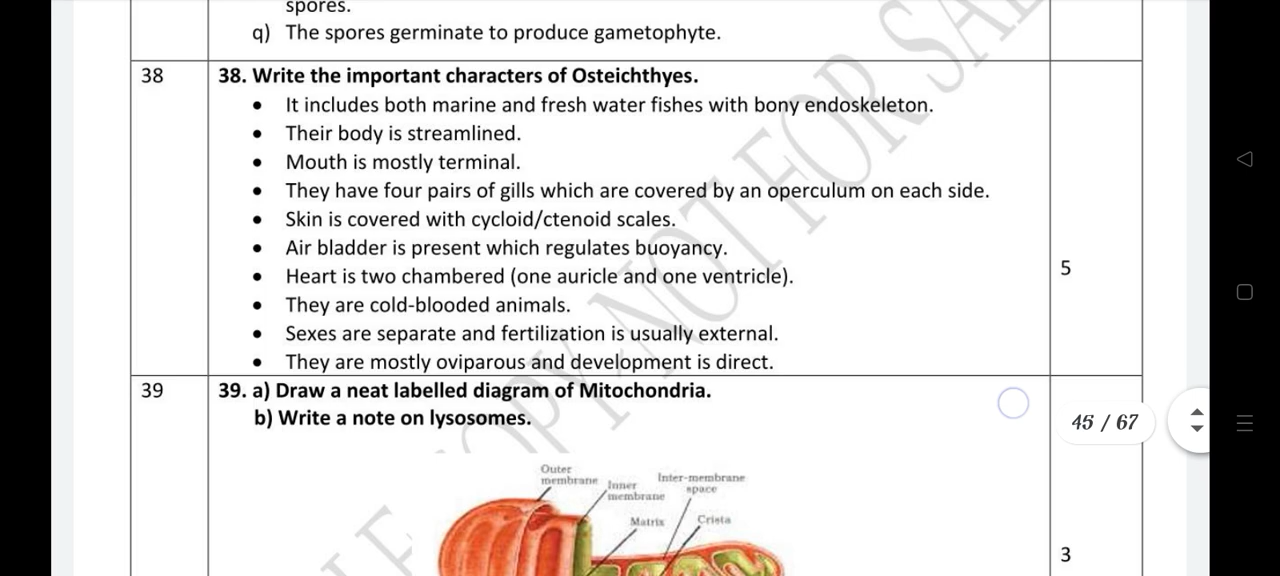 spores.
q) The spores germinate to produce gametophyte.
38
38. Write the important characters of Osteichthyes.
• It includes both marine and fresh water fishes with bony endoskeleton.
• Their body is streamlined.
• Mouth is mostly terminal.
• They have four pairs of gills which are covered by an operculum on each side.
• Skin is covered with cycloid/ctenoid scales.
• Air bladder is present which regulates buoyancy.
• Heart is two chambered (one auricle and one ventricle).
• They are cold-blooded animals.
• Sexes are separate and fertilization is usually external.
• They are mostly oviparous and development is direct.
5
39
39. a) Draw a neat labelled diagram of Mitochondria.
b) Write a note on lysosomes.
45 / 67
Outer
membrane
Inner
membrane
Inter-membrane
space
Matrix
Crista
3
COPY-NOT FOR SA